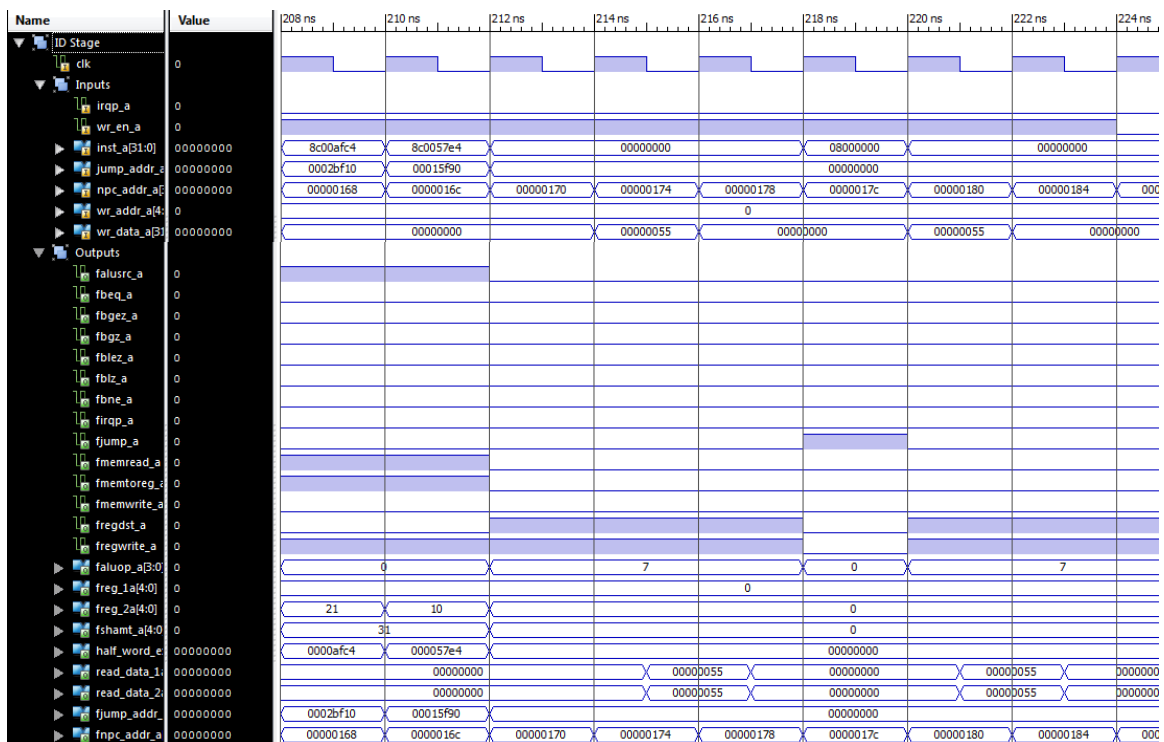 Name Value 208 ns 210 ns 212 ns 214 ns 216 ns 218 ns 220 ns 222 ns 224 ns
ID Stage
clk 0
Inputs
irqp_a 0
wr_en_a 0
inst_a[31:0] 00000000 8c00afc4 8c0057e4 00000000 08000000 00000000
jump_addr_a 00000000 0002bf10 00015f90 00000000
npc_addr_a[ 00000000 00000168 0000016c 00000170 00000174 00000178 0000017c 00000180 00000184 000
wr_addr_a[4: 0 0
wr_data_a[31 00000000 00000000 00000055 00000000 00000055 00000000
Outputs
falusrc_a 0
fbeq_a 0
fbgez_a 0
fbgz_a 0
fblez_a 0
fblz_a 0
fbne_a 0
firqp_a 0
fjump_a 0
fmemread_a 0
fmemtoreg_a 0
fmemwrite_a 0
fregdst_a 0
fregwrite_a 0
faluop_a[3:0] 0 0 7 0 7
freg_1a[4:0] 0 0
freg_2a[4:0] 0 21 10 0
fshamt_a[4:0 0 31 0
half_word_e 00000000 0000afc4 000057e4 00000000
read_data_1 00000000 00000000 00000055 00000000 00000055 0000000
read_data_2 00000000 00000000 00000055 00000000 00000055 0000000
fjump_addr_ 00000000 0002bf10 00015f90 00000000
fnpc_addr_a 00000000 00000168 0000016c 00000170 00000174 00000178 0000017c 00000180 00000184 000